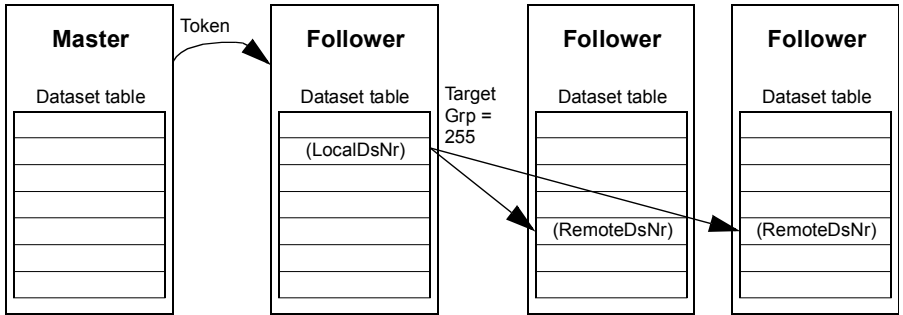 Master
Token
Follower
Follower
Follower
Dataset table
Dataset table
Target
Grp =
255
Dataset table
Dataset table
(LocalDsNr)
(RemoteDsNr)
(RemoteDsNr)